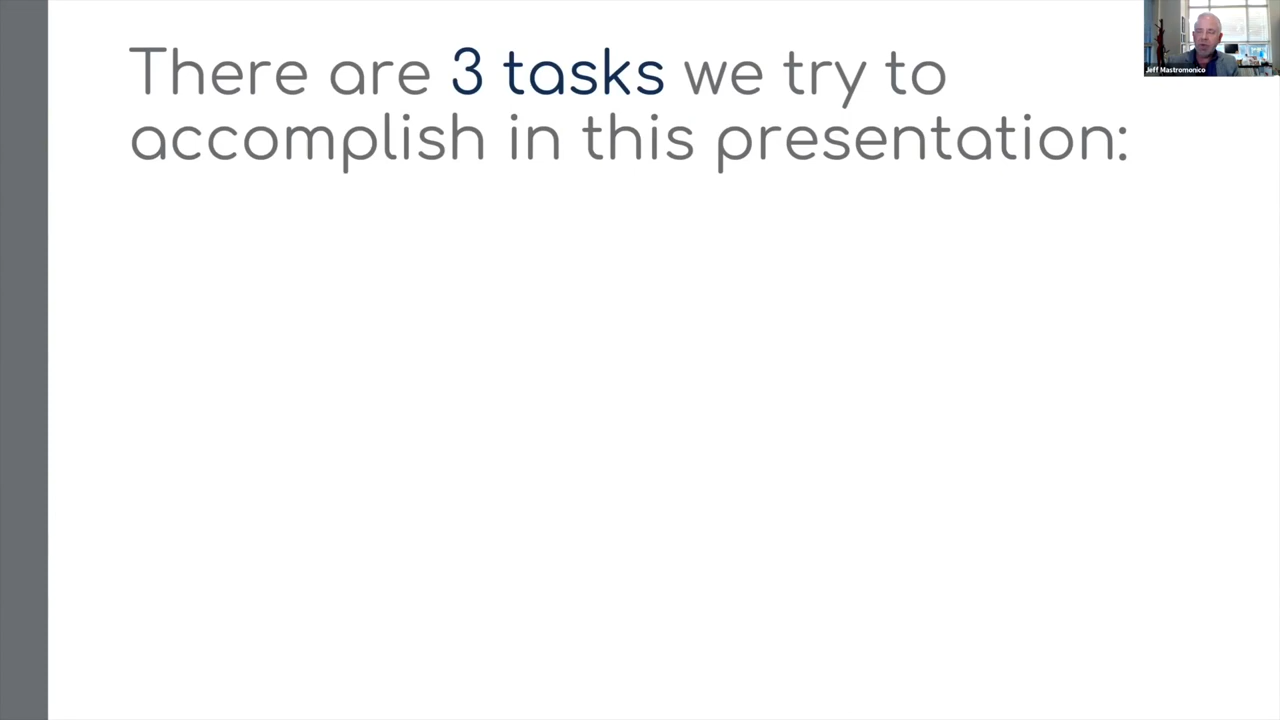 There are 3 tasks we try to
accomplish in this presentation:
Jeff Mastromonico